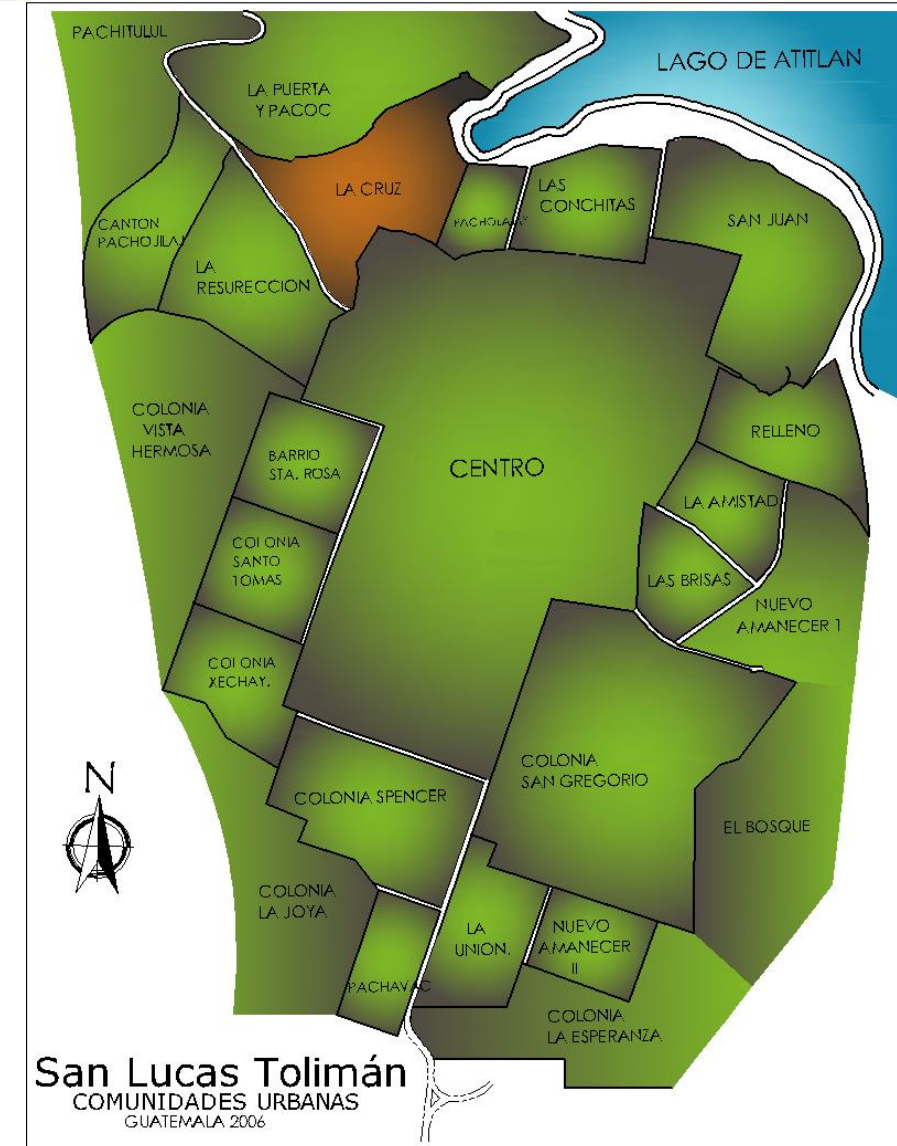 PACHITULUL
LAGO DE ATITLAN
LA PUERTA
Y PACOC
LA CRUZ
LAS
CONCHITAS
SAN JUAN
CANTON
PACHOJILAJ
LA
RESURECCION
COLONIA
VISTA
HERMOSA
RELLENO
BARRIO
STA. ROSA
CENTRO
LA AMISTAD
COLONIA
SANTO
TOMAS
LAS BRISAS
NUEVO
AMANECER 1
COLONIA
XECHAY.
COLONIA
SAN GREGORIO
N
COLONIA SPENCER
EL BOSQUE
COLONIA
LA JOYA
LA
UNION.
NUEVO
AMANECER
II
PACHAVAC
COLONIA
LA ESPERANZA
San Lucas Tolimán
COMUNIDADES URBANAS
GUATEMALA 2006